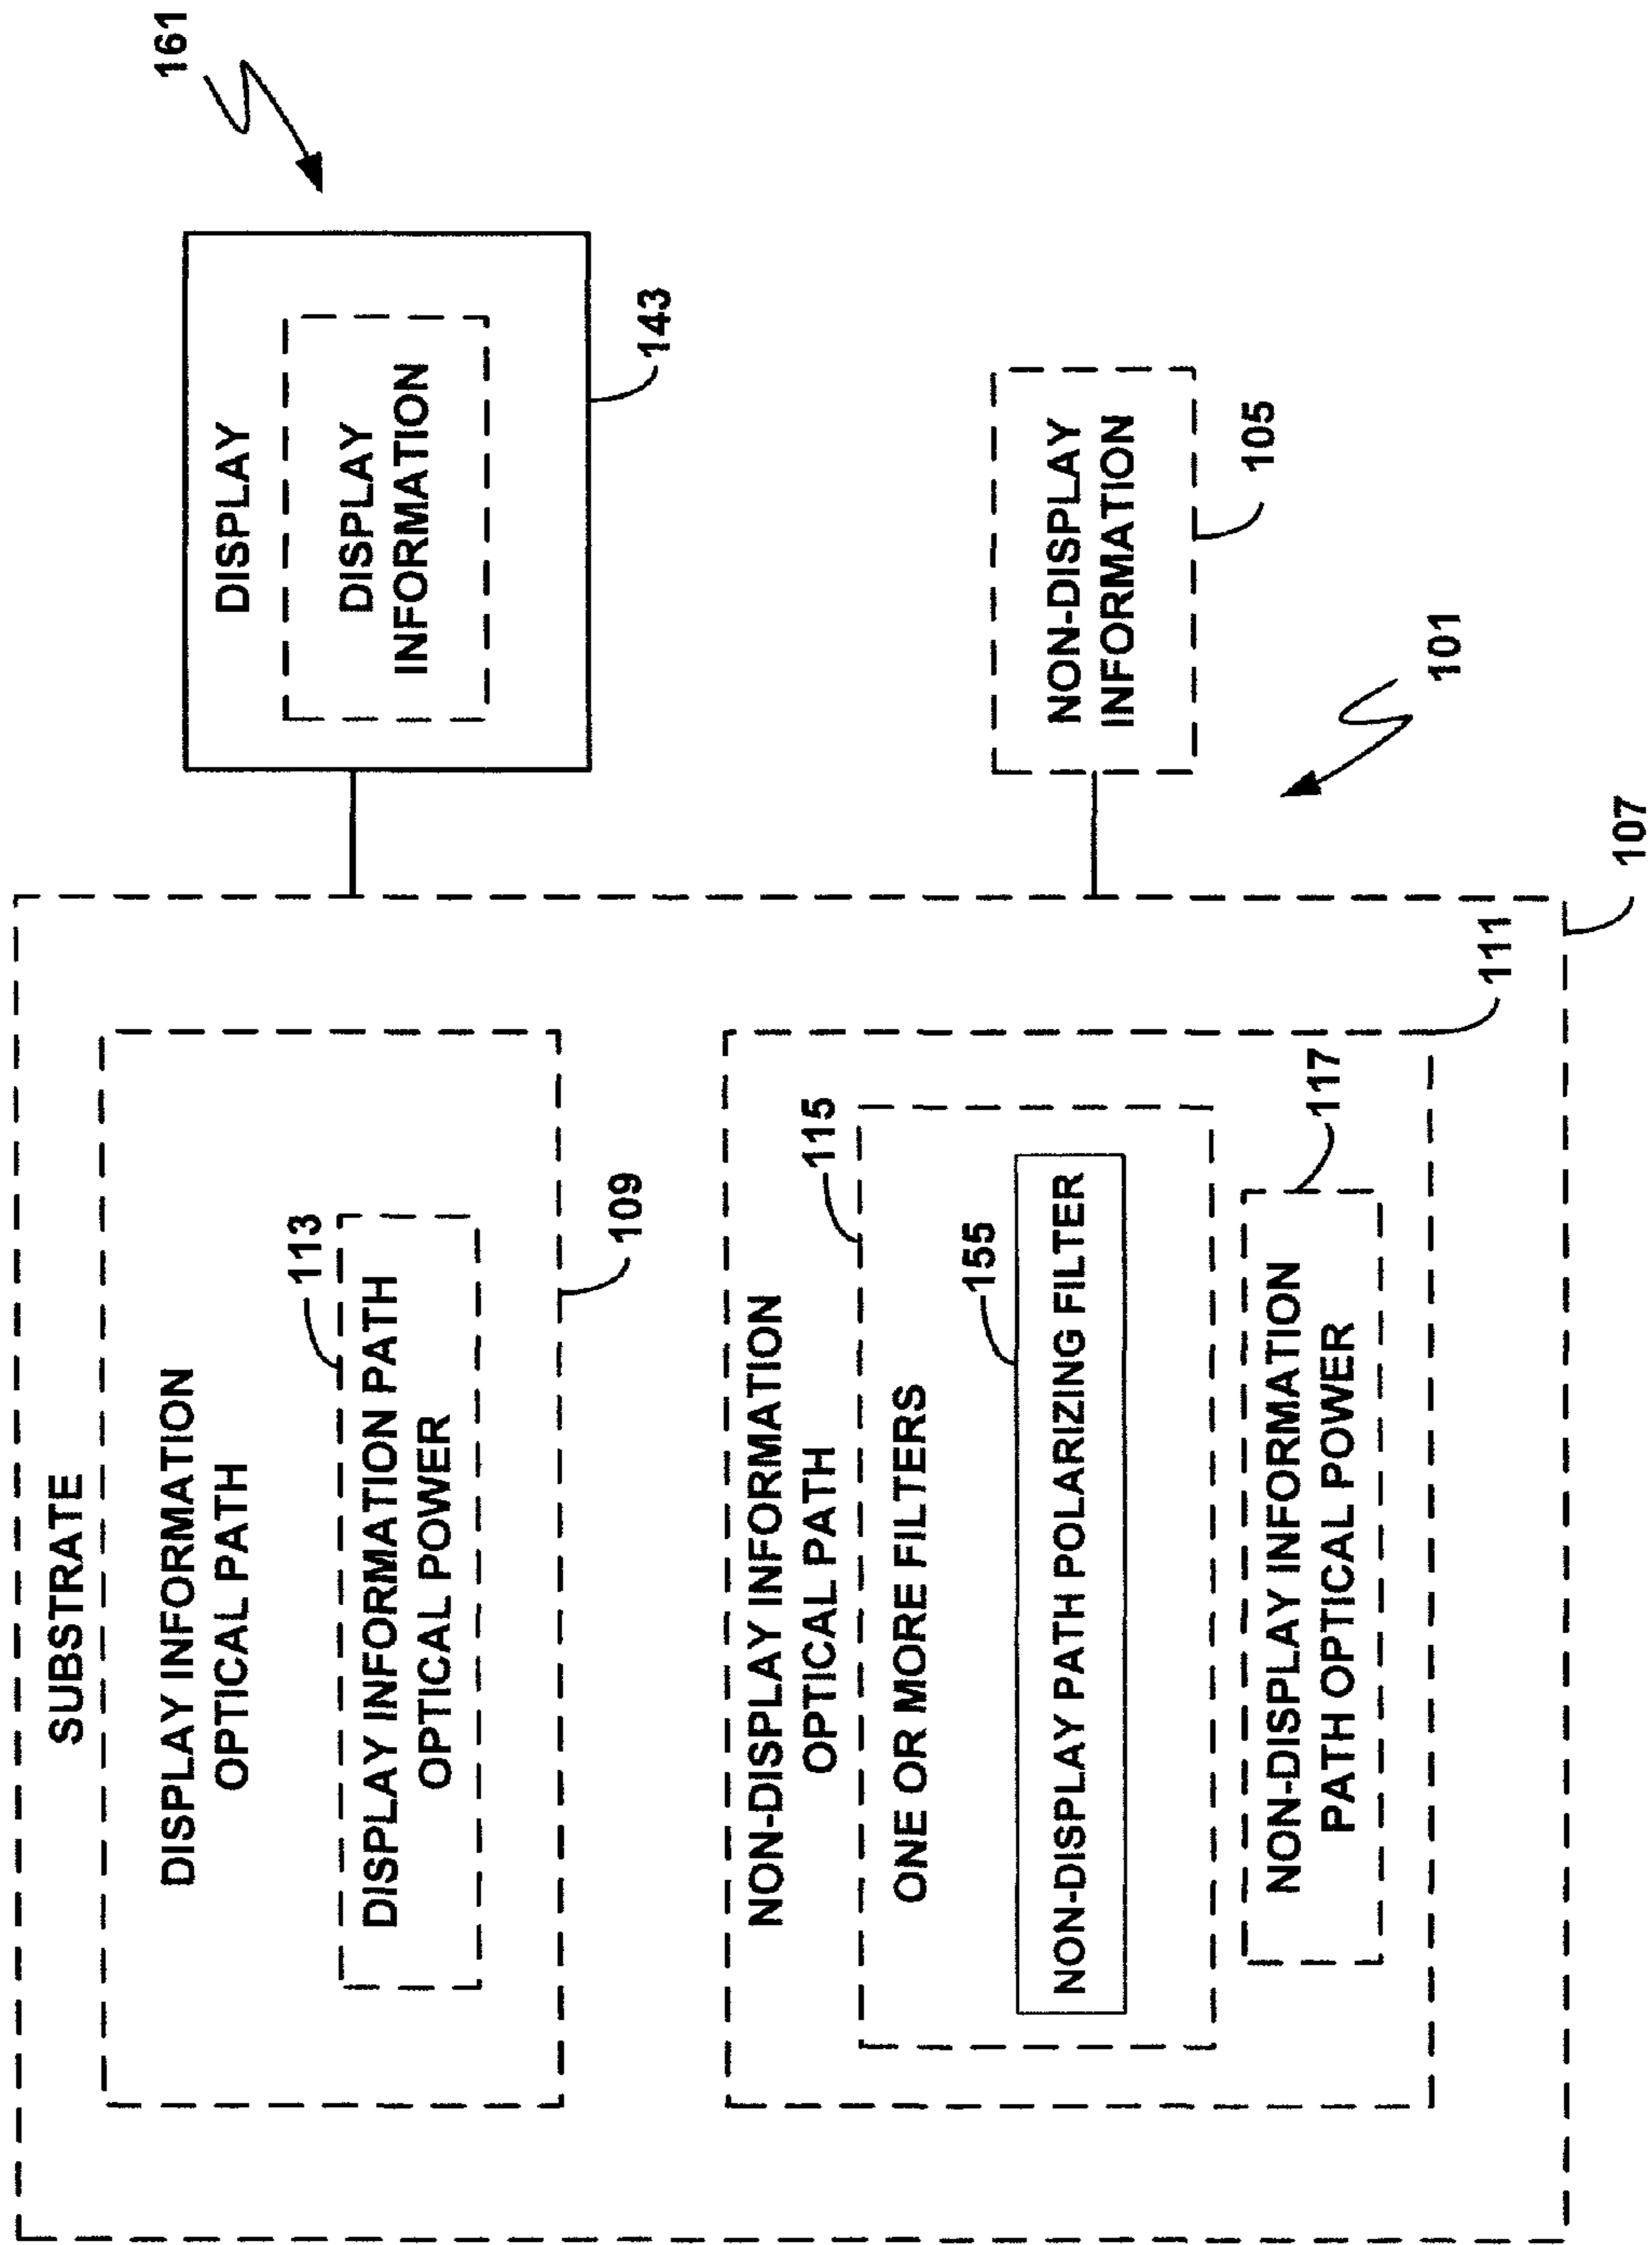 SUBSTRATE
DISPLAY INFORMATION
OPTICAL PATH
113
DISPLAY INFORMATION PATH
OPTICAL POWER
109
NON-DISPLAY INFORMATION
OPTICAL PATH
115
ONE OR MORE FILTERS
155
NON-DISPLAY PATH POLARIZING FILTER
117
NON-DISPLAY INFORMATION
PATH OPTICAL POWER
111
107
161
DISPLAY
DISPLAY
INFORMATION
143
NON-DISPLAY
INFORMATION
105
101